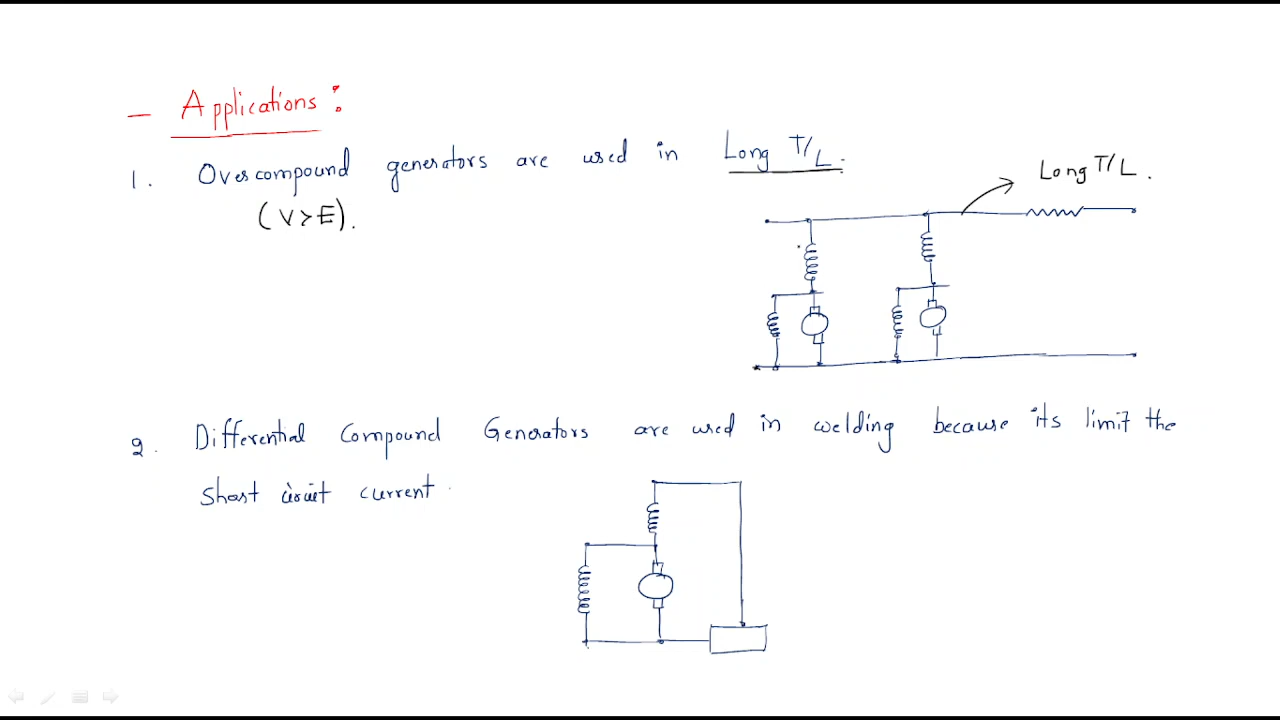 – Applications :
1. Overcompound generators are used in Long T/L.
(V>E).
Long T/L.
2. Differential Compound Generators are used in welding because its limit the
Short circuit current.